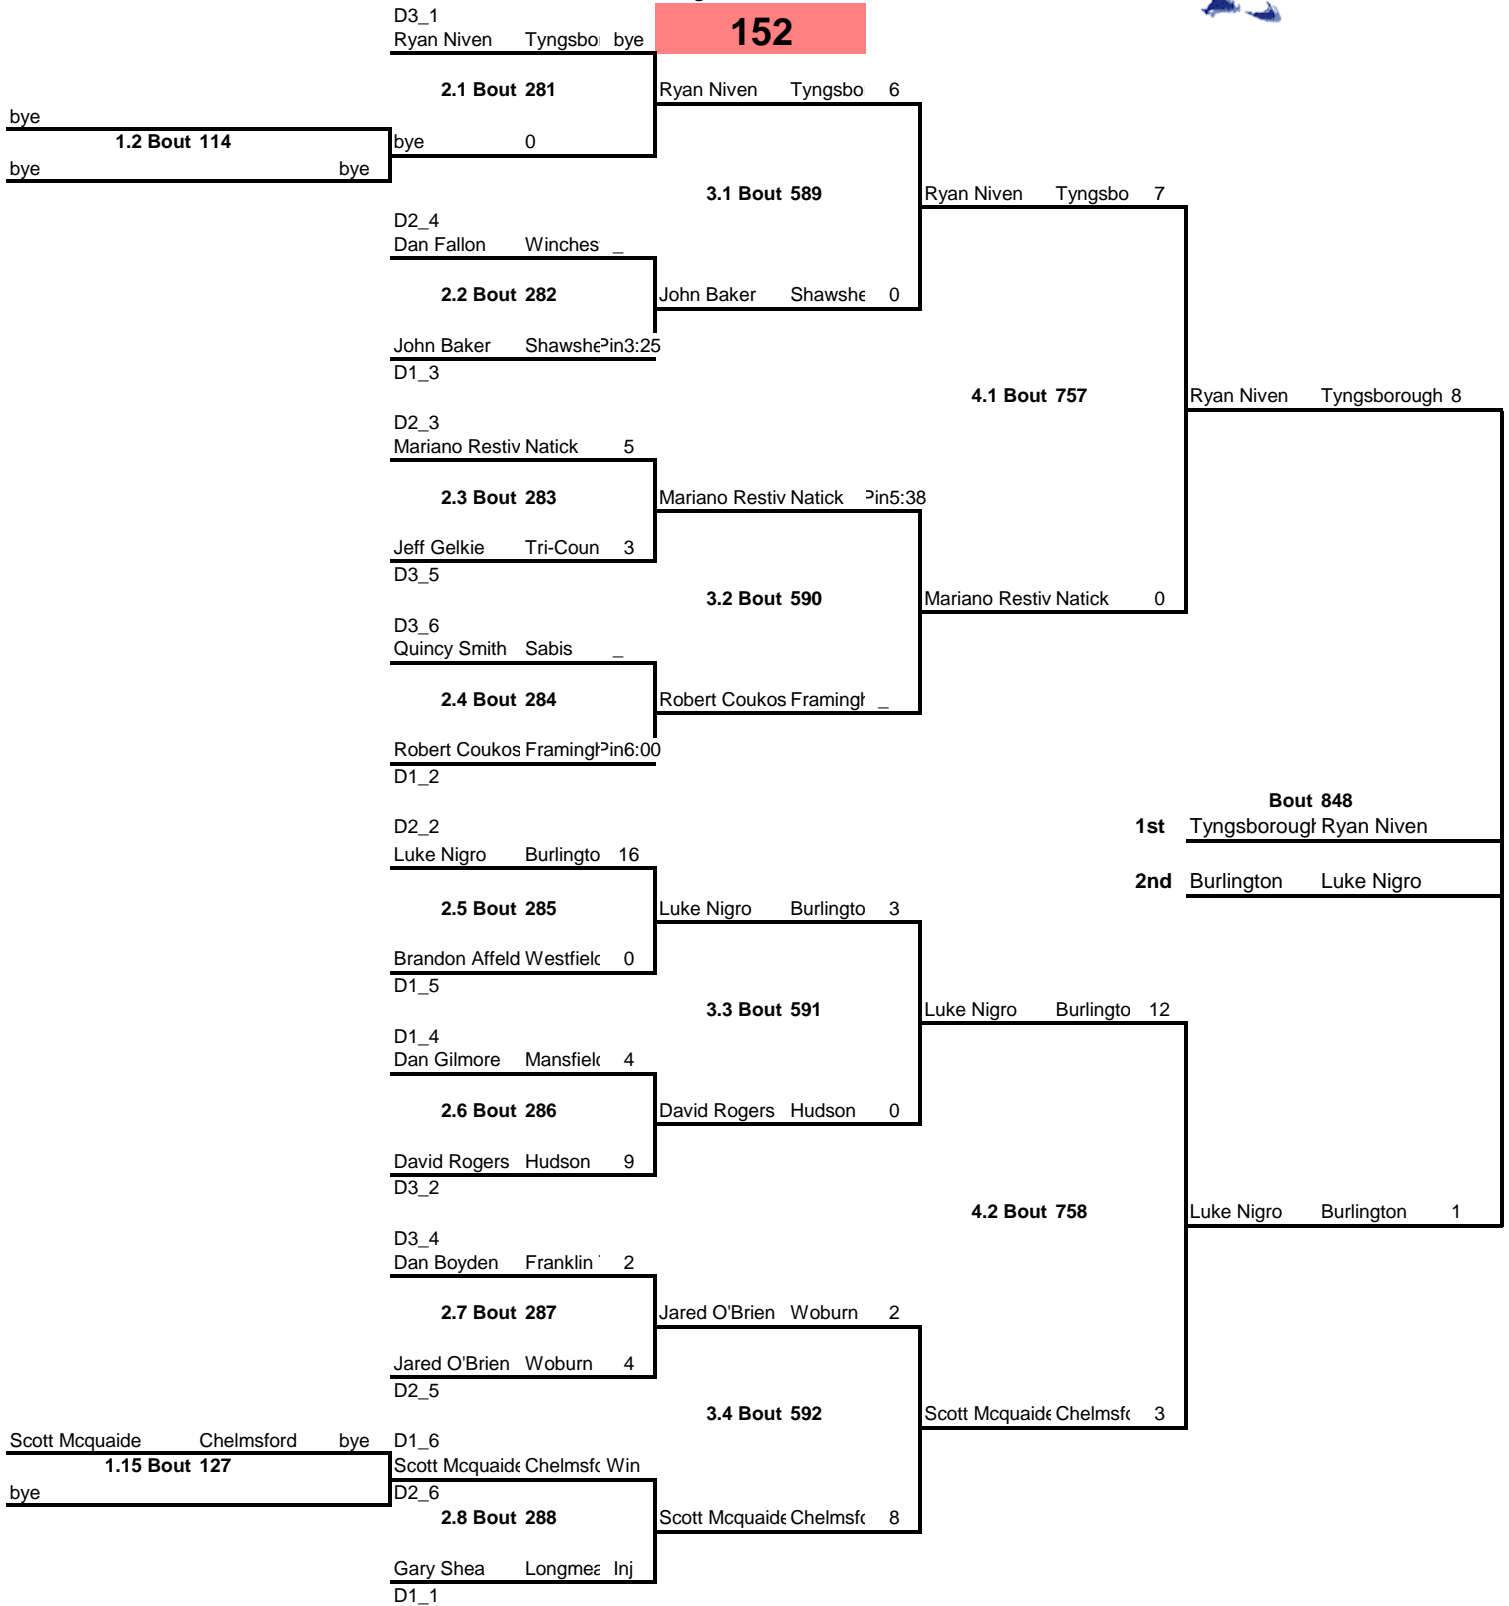 D3_1
152
Ryan Niven Tyngsbo bye
2.1 Bout 281
Ryan Niven Tyngsbo 6
bye
1.2 Bout 114
bye 0
bye bye
3.1 Bout 589
Ryan Niven Tyngsbo 7
D2_4
Dan Fallon Winches _
2.2 Bout 282
John Baker Shawshe 0
John Baker Shawshe Pin3:25
D1_3
4.1 Bout 757
Ryan Niven Tyngsborough 8
D2_3
Mariano Restiv Natick 5
2.3 Bout 283
Mariano Restiv Natick Pin5:38
Jeff Gelkie Tri-Coun 3
D3_5
3.2 Bout 590
Mariano Restiv Natick 0
D3_6
Quincy Smith Sabis _
2.4 Bout 284
Robert Coukos Framingh _
Robert Coukos Framingh Pin6:00
D1_2
Bout 848
D2_2
1st Tyngsborough Ryan Niven
Luke Nigro Burlingto 16
2nd Burlington Luke Nigro
2.5 Bout 285
Luke Nigro Burlingto 3
Brandon Affeld Westfield 0
D1_5
3.3 Bout 591
Luke Nigro Burlingto 12
D1_4
Dan Gilmore Mansfield 4
2.6 Bout 286
David Rogers Hudson 0
David Rogers Hudson 9
D3_2
4.2 Bout 758
Luke Nigro Burlington 1
D3_4
Dan Boyden Franklin 2
2.7 Bout 287
Jared O'Brien Woburn 2
Jared O'Brien Woburn 4
D2_5
3.4 Bout 592
Scott Mcquaide Chelmsfo 3
Scott Mcquaide Chelmsford bye
D1_6
1.15 Bout 127
Scott Mcquaide Chelmsfo Win
bye
D2_6
2.8 Bout 288
Scott Mcquaide Chelmsfo 8
Gary Shea Longmea Inj
D1_1